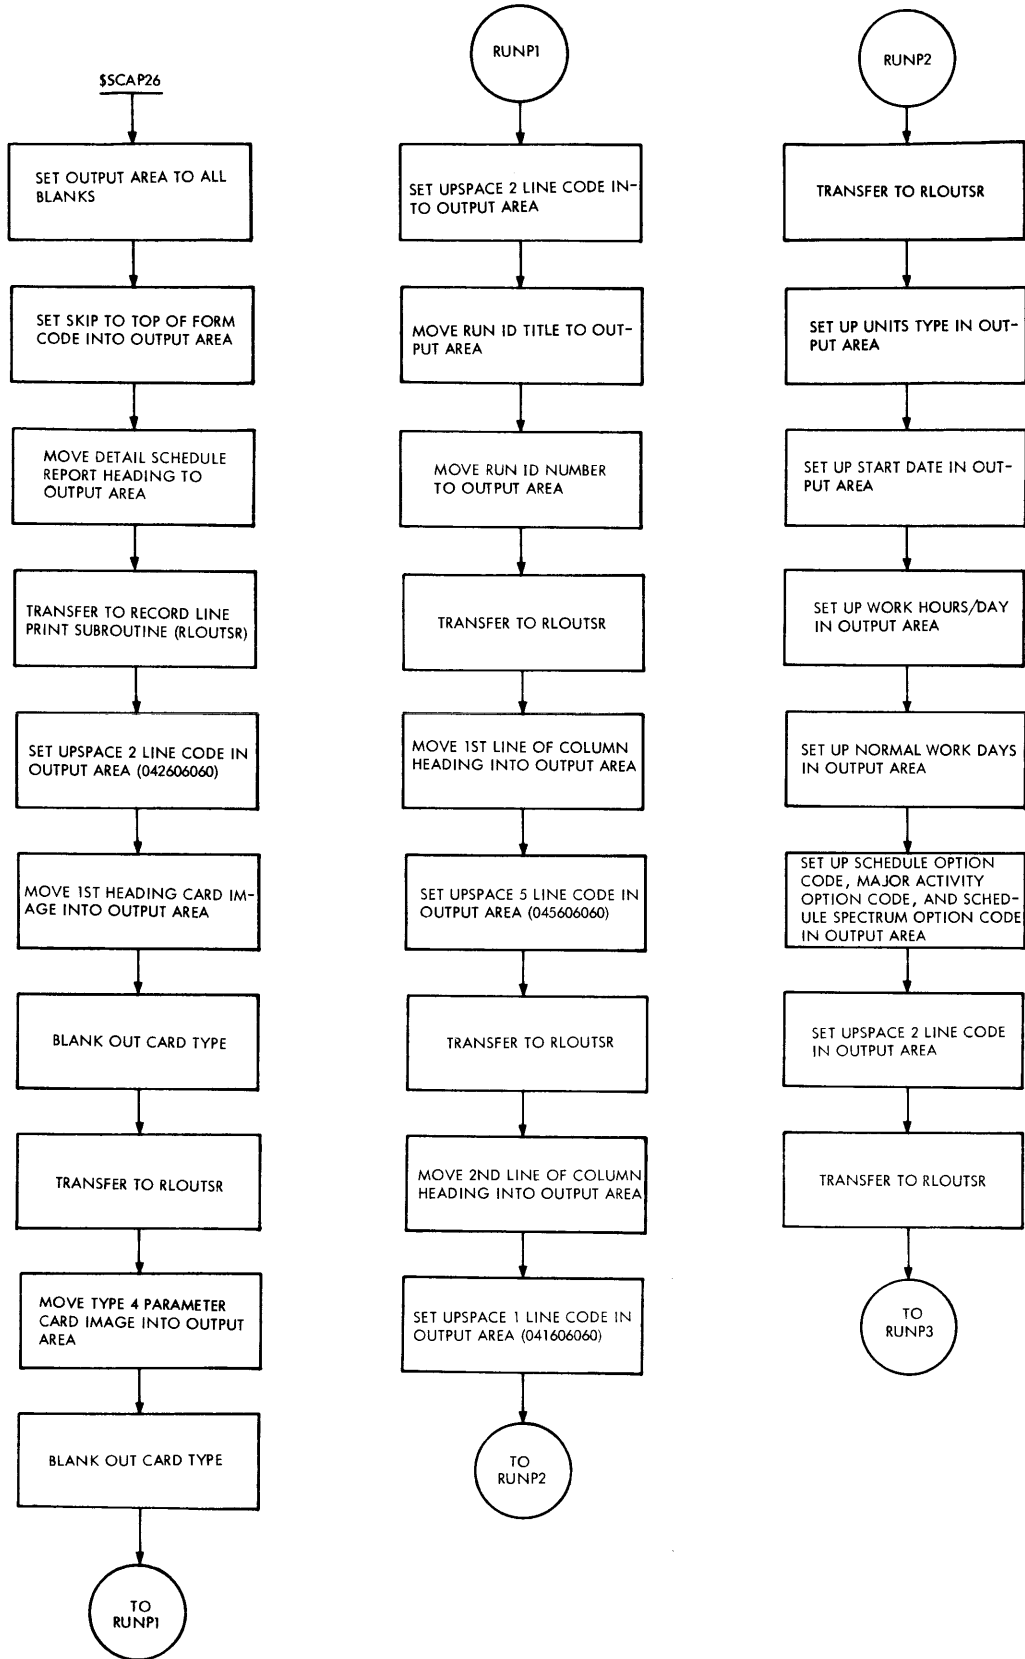 $SCAP26
SET OUTPUT AREA TO ALL
BLANKS
SET SKIP TO TOP OF FORM
CODE INTO OUTPUT AREA
MOVE DETAIL SCHEDULE
REPORT HEADING TO
OUTPUT AREA
TRANSFER TO RECORD LINE
PRINT SUBROUTINE (RLOUTSR)
SET UPSPACE 2 LINE CODE IN
OUTPUT AREA (042606060)
MOVE 1ST HEADING CARD IM-
AGE INTO OUTPUT AREA
BLANK OUT CARD TYPE
TRANSFER TO RLOUTSR
MOVE TYPE 4 PARAMETER
CARD IMAGE INTO OUTPUT
AREA
BLANK OUT CARD TYPE
TO
RUNP1
RUNP1
SET UPSPACE 2 LINE CODE IN-
TO OUTPUT AREA
MOVE RUN ID TITLE TO OUT-
PUT AREA
MOVE RUN ID NUMBER
TO OUTPUT AREA
TRANSFER TO RLOUTSR
MOVE 1ST LINE OF COLUMN
HEADING INTO OUTPUT AREA
SET UPSPACE 5 LINE CODE IN
OUTPUT AREA (045606060)
TRANSFER TO RLOUTSR
MOVE 2ND LINE OF COLUMN
HEADING INTO OUTPUT AREA
SET UPSPACE 1 LINE CODE IN
OUTPUT AREA (041606060)
TO
RUNP2
RUNP2
TRANSFER TO RLOUTSR
SET UP UNITS TYPE IN OUT-
PUT AREA
SET UP START DATE IN OUT-
PUT AREA
SET UP WORK HOURS/DAY
IN OUTPUT AREA
SET UP NORMAL WORK DAYS
IN OUTPUT AREA
SET UP SCHEDULE OPTION
CODE, MAJOR ACTIVITY
OPTION CODE, AND SCHED-
ULE SPECTRUM OPTION CODE
IN OUTPUT AREA
SET UPSPACE 2 LINE CODE
IN OUTPUT AREA
TRANSFER TO RLOUTSR
TO
RUNP3